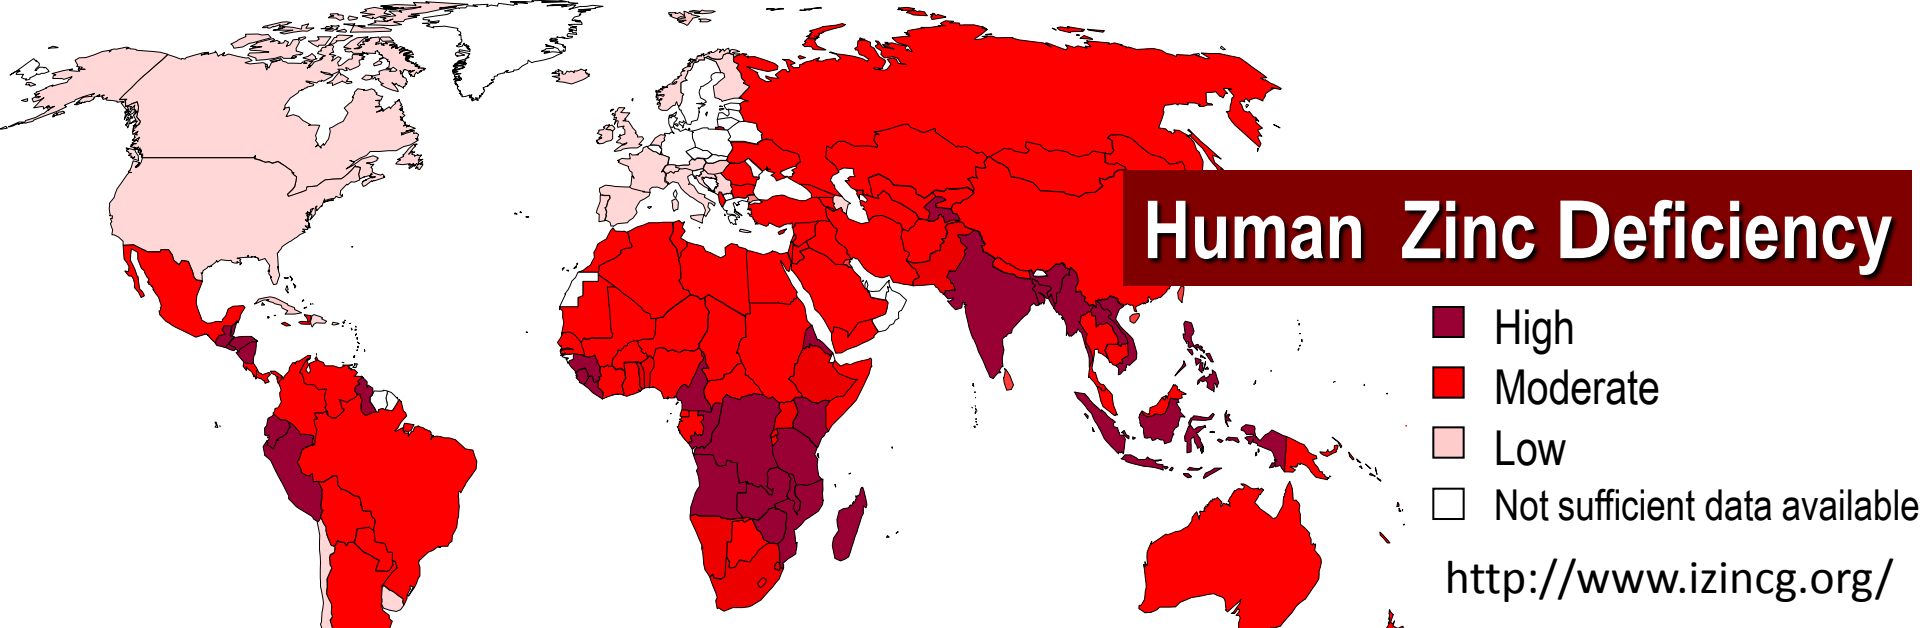 Human Zinc Deficiency
High
Moderate
Low
Not sufficient data available
http://www.izincg.org/